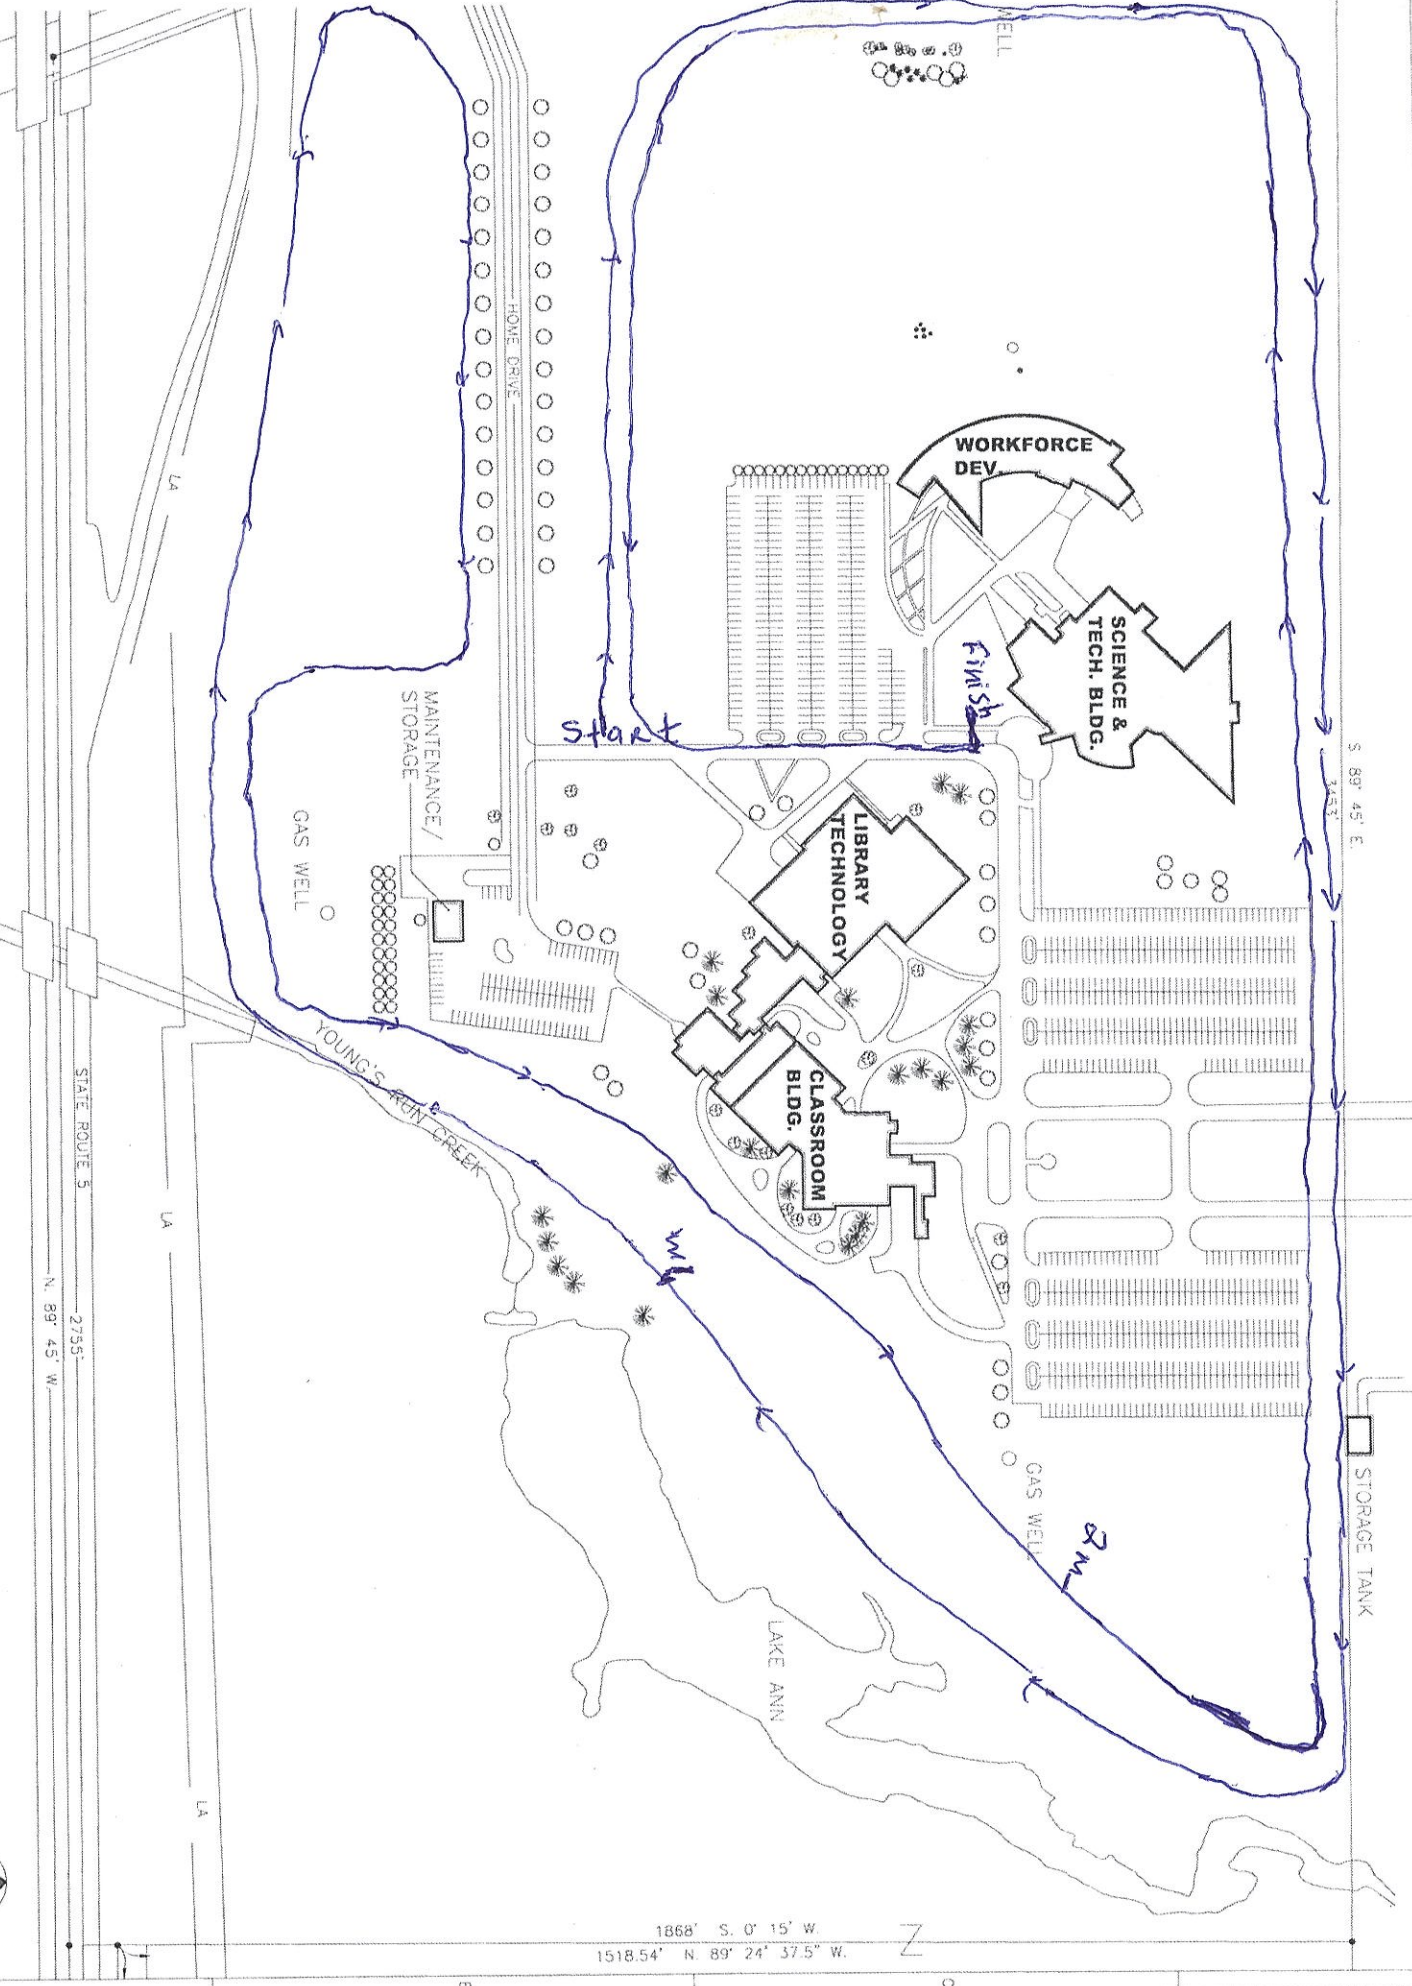 WELL
HOME DRIVE
WORKFORCE
DEV.
LA
SCIENCE &
TECH. BLDG.
Finish
Start
MAINTENANCE/
STORAGE
S 89° 45' E.
3453'
GAS WELL
LIBRARY
TECHNOLOGY
YOUNG'S RUN CREEK
CLASSROOM
BLDG.
STATE ROUTE 5
2755'
N. 89° 45' W.
LA
GAS WELL
STORAGE TANK
2m
LAKE ANN
LA
1868' S. 0° 15' W.
1518.54' N. 89° 24' 37.5" W.
Z